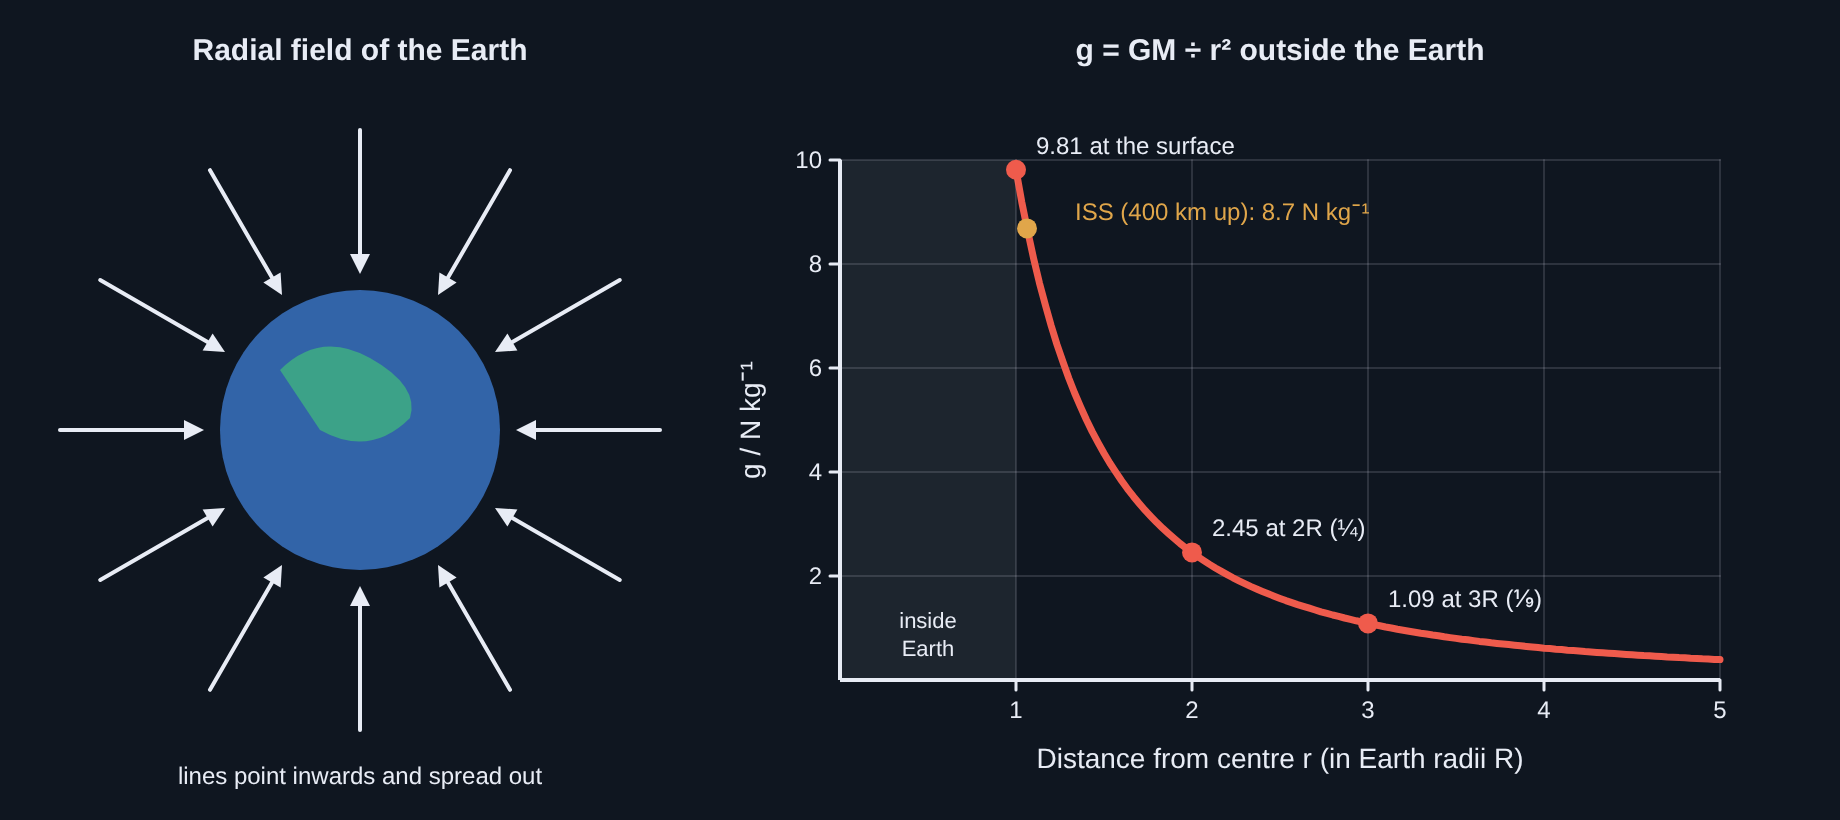 Radial field of the Earth
lines point inwards and spread out
g = GM ÷ r² outside the Earth
9.81 at the surface
ISS (400 km up): 8.7 N kg⁻¹
2.45 at 2R (¼)
1.09 at 3R (⅑)
inside
Earth
10
8
6
4
2
g / N kg⁻¹
1
2
3
4
5
Distance from centre r (in Earth radii R)